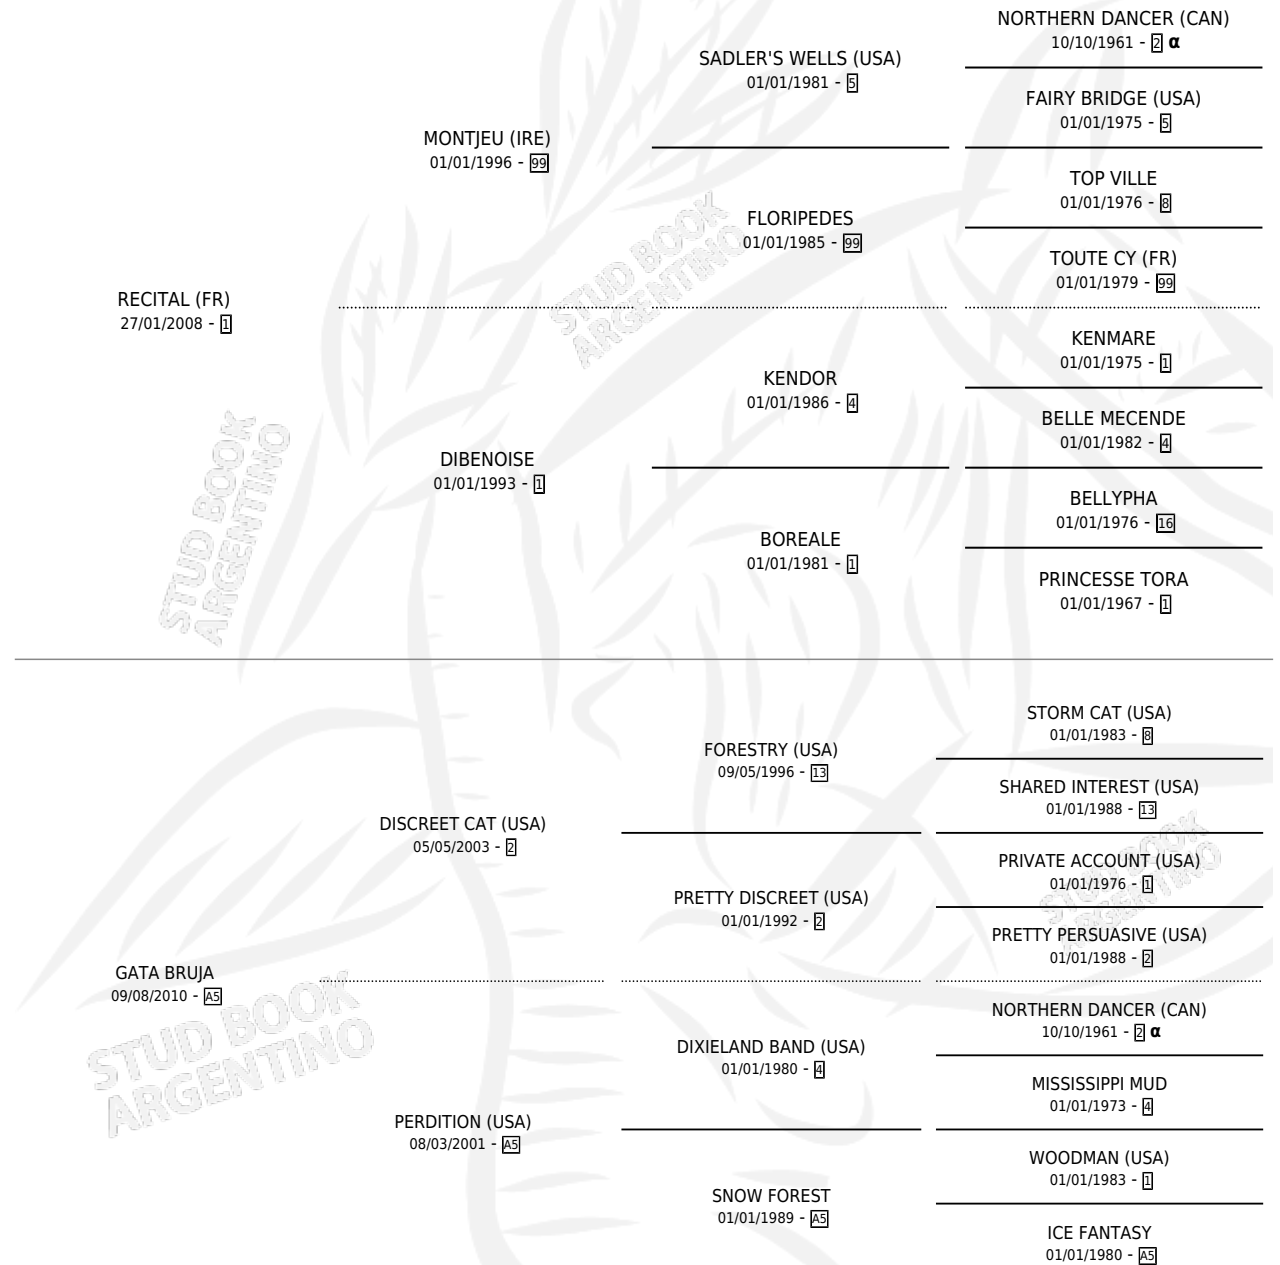 NORTHERN DANCER (CAN)
10/10/1961 - 2 α
SADLER'S WELLS (USA)
01/01/1981 - 5
FAIRY BRIDGE (USA)
01/01/1975 - 5
MONTJEU (IRE)
01/01/1996 - 99
TOP VILLE
01/01/1976 - 8
FLORIPEDES
01/01/1985 - 99
TOUTE CY (FR)
01/01/1979 - 99
RECITAL (FR)
27/01/2008 - 1
KENMARE
01/01/1975 - 1
KENDOR
01/01/1986 - 4
BELLE MECENDE
01/01/1982 - 4
DIBENOISE
01/01/1993 - 1
BELLYPHA
01/01/1976 - 16
BOREALE
01/01/1981 - 1
PRINCESSE TORA
01/01/1967 - 1
STORM CAT (USA)
01/01/1983 - 8
FORESTRY (USA)
09/05/1996 - 13
SHARED INTEREST (USA)
01/01/1988 - 13
DISCREET CAT (USA)
05/05/2003 - 2
PRIVATE ACCOUNT (USA)
01/01/1976 - 1
PRETTY DISCREET (USA)
01/01/1992 - 2
PRETTY PERSUASIVE (USA)
01/01/1988 - 2
GATA BRUJA
09/08/2010 - A5
NORTHERN DANCER (CAN)
10/10/1961 - 2 α
DIXIELAND BAND (USA)
01/01/1980 - 4
MISSISSIPPI MUD
01/01/1973 - 4
PERDITION (USA)
08/03/2001 - A5
WOODMAN (USA)
01/01/1983 - 1
SNOW FOREST
01/01/1989 - A5
ICE FANTASY
01/01/1980 - A5
STUD BOOK
ARGENTINO
STUD BOOK
ARGENTINO
STUD BOOK
ARGENTINO
STUD BOOK
ARGENTINO